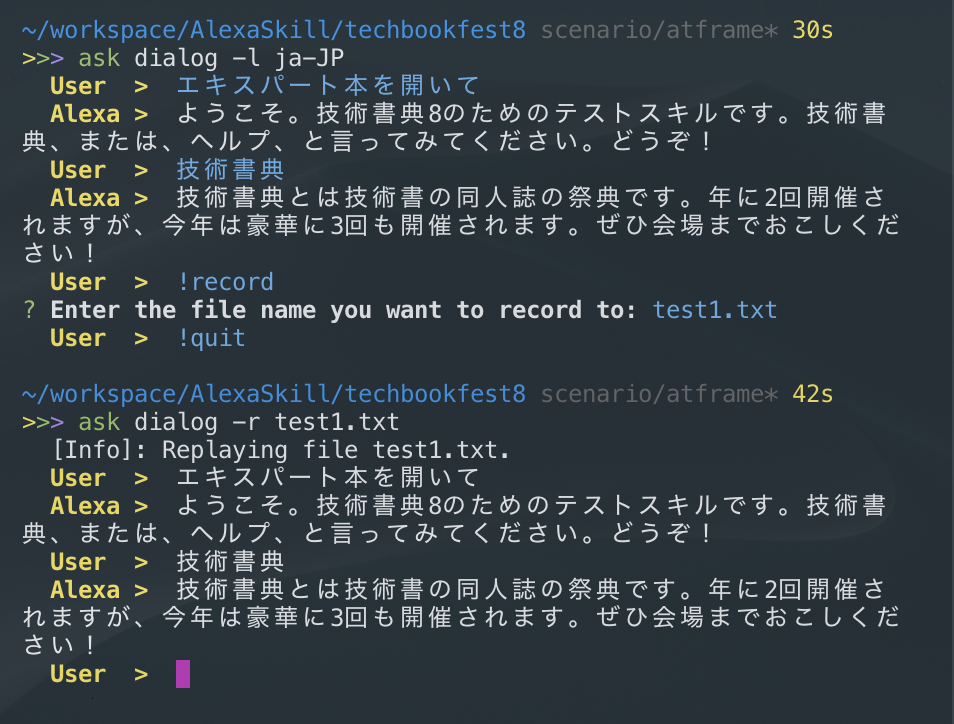 ~/workspace/AlexaSkill/techbookfest8 scenario/atframe* 30s
>>> ask dialog -l ja-JP
User > エキスパート本を開いて
Alexa > ようこそ。技術書典8のためのテストスキルです。技術書
典、または、ヘルプ、と言ってみてください。どうぞ！
User > 技術書典
Alexa > 技術書典とは技術書の同人誌の祭典です。年に2回開催さ
れますが、今年は豪華に3回も開催されます。ぜひ会場までおこしくだ
さい！
User > !record
? Enter the file name you want to record to: test1.txt
User > !quit
~/workspace/AlexaSkill/techbookfest8 scenario/atframe* 42s
>>> ask dialog -r test1.txt
[Info]: Replaying file test1.txt.
User > エキスパート本を開いて
Alexa > ようこそ。技術書典8のためのテストスキルです。技術書
典、または、ヘルプ、と言ってみてください。どうぞ！
User > 技術書典
Alexa > 技術書典とは技術書の同人誌の祭典です。年に2回開催さ
れますが、今年は豪華に3回も開催されます。ぜひ会場までおこしくだ
さい！
User >